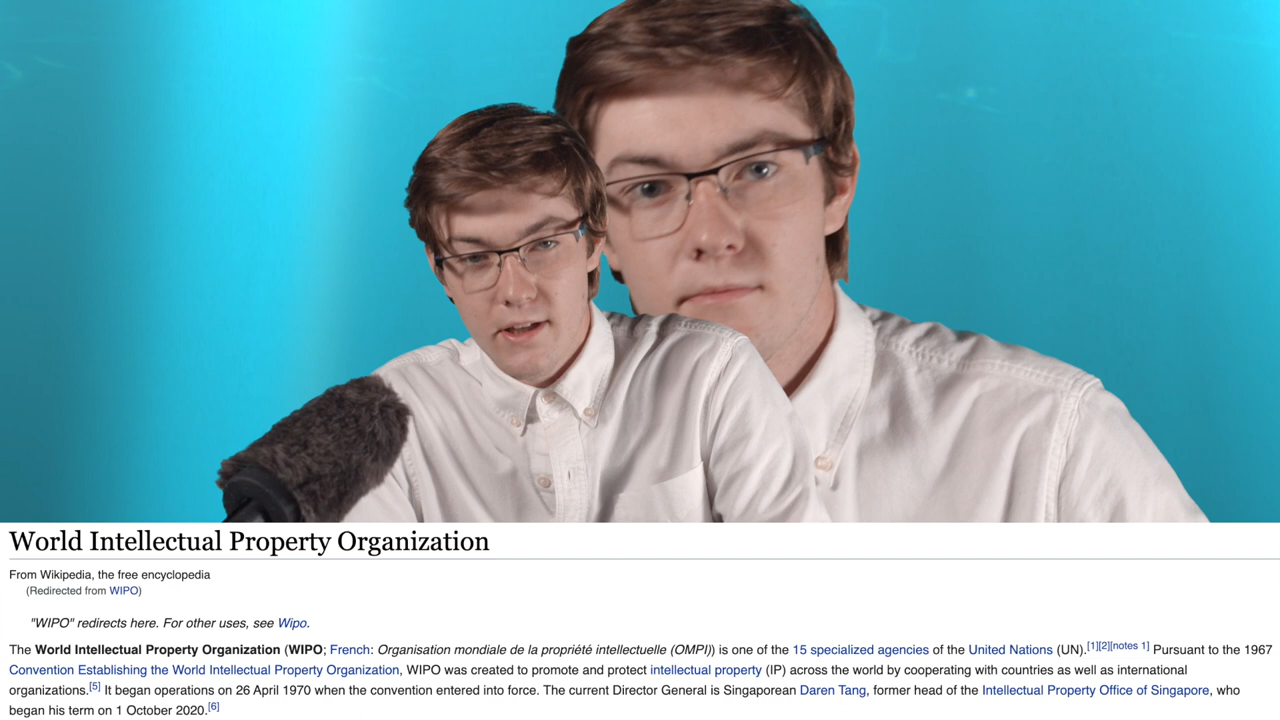 World Intellectual Property Organization
From Wikipedia, the free encyclopedia
(Redirected from WIPO)
"WIPO" redirects here. For other uses, see Wipo.
The World Intellectual Property Organization (WIPO; French: Organisation mondiale de la propriété intellectuelle (OMPI)) is one of the 15 specialized agencies of the United Nations (UN).[1][2][notes 1] Pursuant to the 1967
Convention Establishing the World Intellectual Property Organization, WIPO was created to promote and protect intellectual property (IP) across the world by cooperating with countries as well as international
organizations.[5] It began operations on 26 April 1970 when the convention entered into force. The current Director General is Singaporean Daren Tang, former head of the Intellectual Property Office of Singapore, who
began his term on 1 October 2020.[6]